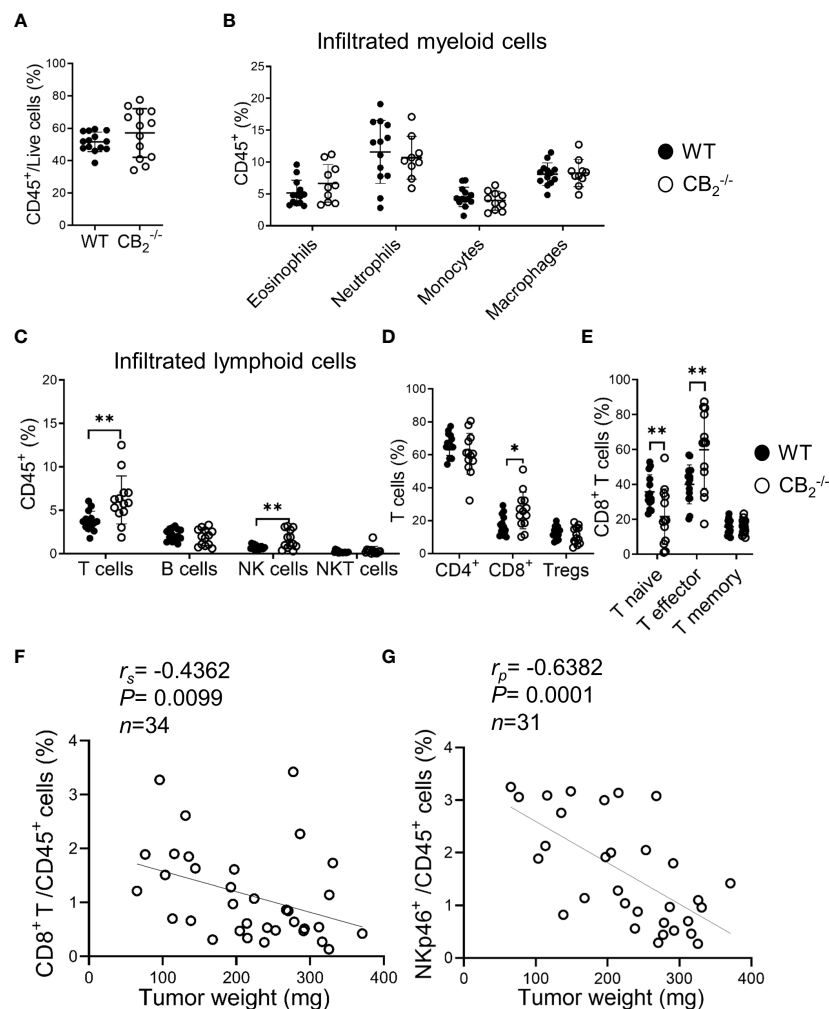 A
CD45⁺/Live cells (%)
100
80
60
40
20
0
WT
CB₂⁻/⁻
B
Infiltrated myeloid cells
CD45⁺ (%)
25
20
15
10
5
0
Eosinophils
Neutrophils
Monocytes
Macrophages
WT
CB₂⁻/⁻
C
Infiltrated lymphoid cells
CD45⁺ (%)
20
15
10
5
0
**
**
T cells
B cells
NK cells
NKT cells
D
T cells (%)
100
80
60
40
20
0
*
CD4⁺
CD8⁺
Tregs
E
CD8⁺ T cells (%)
100
80
60
40
20
0
**
**
T naive
T effector
T memory
WT
CB₂⁻/⁻
F
rₛ= -0.4362
P= 0.0099
n=34
CD8⁺ T /CD45⁺ cells (%)
4
3
2
1
0
0 100 200 300 400
Tumor weight (mg)
G
rₚ= -0.6382
P= 0.0001
n=31
NKp46⁺ /CD45⁺ cells (%)
4
3
2
1
0
0 100 200 300 400
Tumor weight (mg)